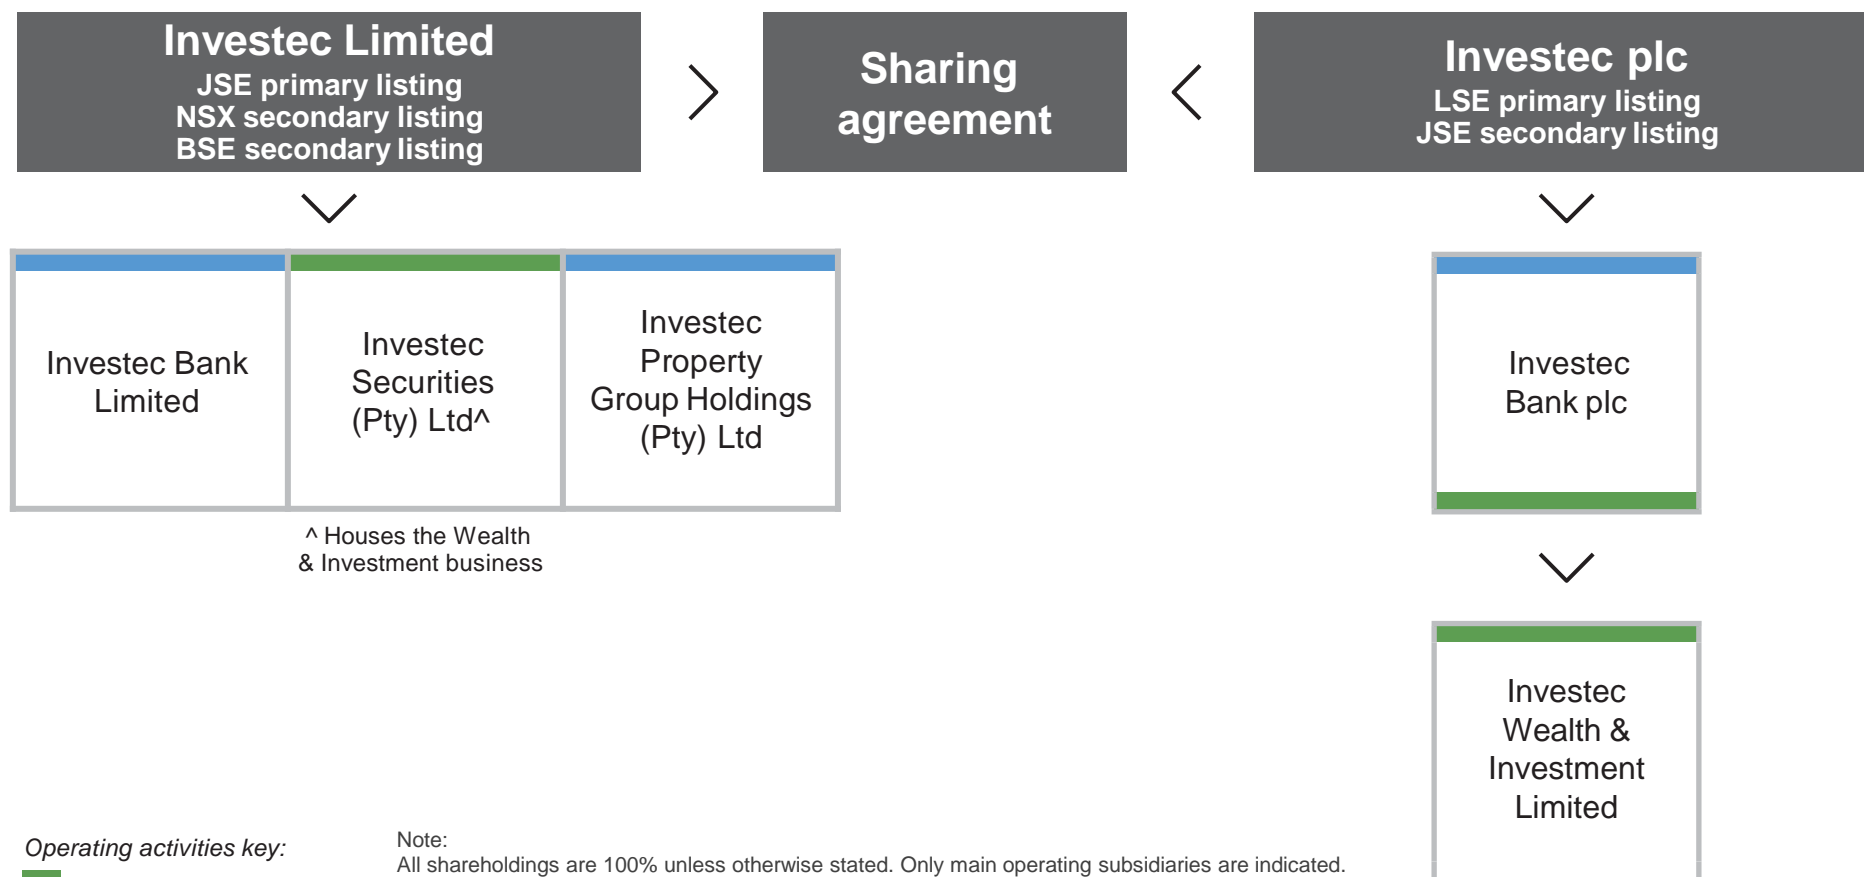 Investec Limited
JSE primary listing
NSX secondary listing
BSE secondary listing
Sharing
agreement
Investec plc
LSE primary listing
JSE secondary listing
Investec Bank
Limited
Investec
Securities
(Pty) Ltd^
Investec
Property
Group Holdings
(Pty) Ltd
Investec
Bank plc
^ Houses the Wealth
& Investment business
Investec
Wealth &
Investment
Limited
Operating activities key:
Note:
All shareholdings are 100% unless otherwise stated. Only main operating subsidiaries are indicated.